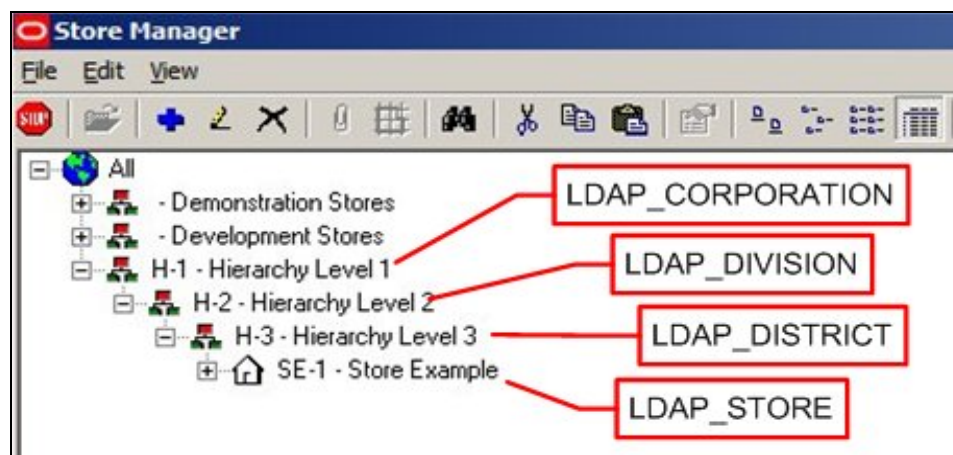 Store Manager
File Edit View
STOP
All
- Demonstration Stores
- Development Stores
H-1 - Hierarchy Level 1
H-2 - Hierarchy Level 2
H-3 - Hierarchy Level 3
SE-1 - Store Example
LDAP_CORPORATION
LDAP_DIVISION
LDAP_DISTRICT
LDAP_STORE